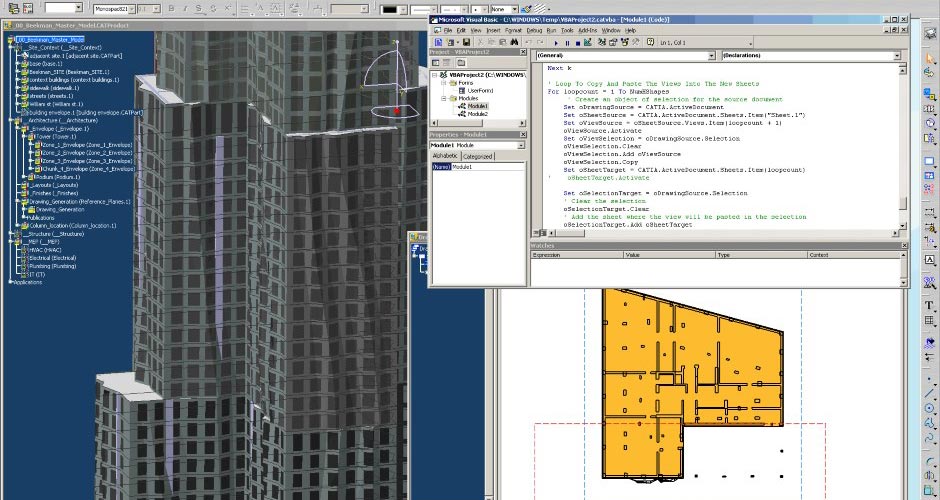 Monospac821
None
00_Beekman_Master_Model.CATProduct
00_Beekman_Master_Model
_Site_Context (__Site_Context)
adjacent site.1 (adjacent site.CATPart)
base (base.1)
Beekman_SITE (Beekman_SITE.1)
context buildings (context buildings.1)
sidewalk (sidewalk.1)
streets (streets.1)
William st (William st.1)
building envelope.1 (building envelope.CATPart)
_Architecture (__Architecture)
_Envelope (_Envelope.1)
Tower (Tower.1)
Zone_1_Envelope (Zone_1_Envelope)
Zone_2_Envelope (Zone_2_Envelope)
Zone_3_Envelope (Zone_3_Envelope)
Chunk_4_Envelope (Zone_4_Envelope)
Podium (Podium.1)
_Layouts (_Layouts)
_Finishes (_Finishes)
Drawing_Generation (Reference_Planes.1)
Drawing_Generation
Publications
Column_location (Column_location.1)
_Structure (__Structure)
_MEP (__MEP)
HVAC (HVAC)
Electrical (Electrical)
Plumbing (Plumbing)
IT (IT)
Applications
Microsoft Visual Basic - C:\WINDOWS\Temp\VBAProject2.catvba - [Module1 (Code)]
File Edit View Insert Format Debug Run Tools Add-Ins Window Help
Ln 1, Col 1
Project - VBAProject2
VBAProject2 (C:\WINDOWS\
Forms
UserForm1
Modules
Module1
Module2
Properties - Module1
Module1 Module
Alphabetic Categorized
(Name) Module1
(General) (Declarations)
Next k
' Loop To Copy And Paste The Views Into The New Sheets
For loopcount = 1 To NumOfShapes
' Create an object of selection for the source document
Set oDrawingSource = CATIA.ActiveDocument
Set oSheetSource = CATIA.ActiveDocument.Sheets.Item("Sheet.1")
Set oViewSource = oSheetSource.Views.Item(loopcount + 1)
oViewSource.Activate
Set oViewSelection = oDrawingSource.Selection
oViewSelection.Clear
oViewSelection.Add oViewSource
oViewSelection.Copy
Set oSheetTarget = CATIA.ActiveDocument.Sheets.Item(loopcount)
' oSheetTarget.Activate
Set oSelectionTarget = oDrawingSource.Selection
' Clear the selection
oSelectionTarget.Clear
' Add the sheet where the view will be pasted in the selection
oSelectionTarget.Add oSheetTarget
Watches
Expression Value Type Context